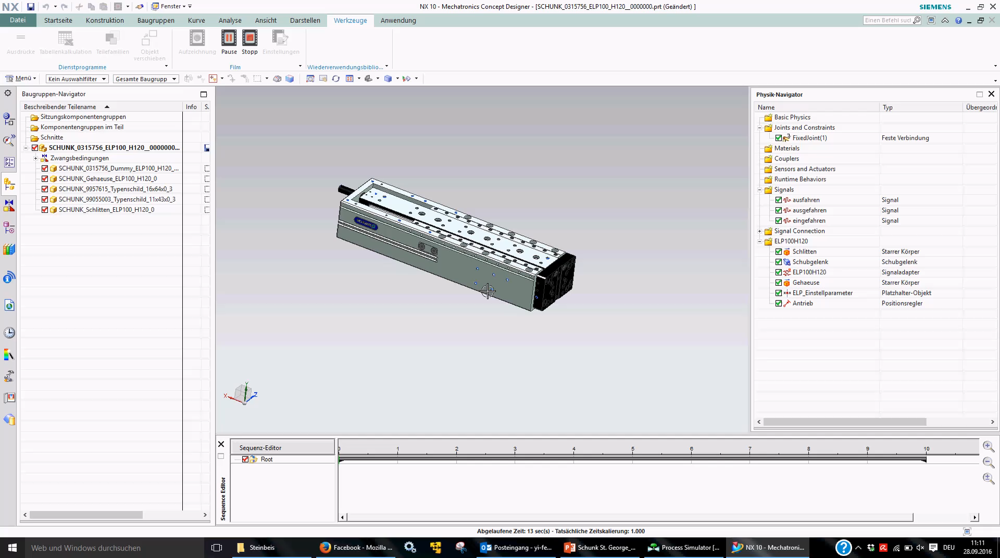 NX
Fenster
NX 10 - Mechatronics Concept Designer - [SCHUNK_0315756_ELP100_H120__0000000.prt (Geändert) ]
SIEMENS
Datei
Startseite
Konstruktion
Baugruppen
Kurve
Analyse
Ansicht
Darstellen
Werkzeuge
Anwendung
Einen Befehl sucl
Ausdrücke
Tabellenkalkulation
Teilefamilien
Objekt
verschieben
Aufzeichnung
Pause
Stopp
Einstellungen
Dienstprogramme
Film
Wiederverwendungsbiblio...
Menü
Kein Auswahlfilter
Gesamte Baugrupp
Baugruppen-Navigator
Beschreibender Teilename
Info
S.
Sitzungskomponentengruppen
Komponentengruppen im Teil
Schnitte
SCHUNK_0315756_ELP100_H120__0000000...
Zwangsbedingungen
SCHUNK_0315756_Dummy_ELP100_H120_...
SCHUNK_Gehaeuse_ELP100_H120_0
SCHUNK_9957615_Typenschild_16x64x0_3
SCHUNK_99055003_Typenschild_11x43x0_3
SCHUNK_Schlitten_ELP100_H120_0
SCHUNK
X
Y
Z
Physik-Navigator
Name
Typ
Übergeordr
Basic Physics
Joints and Constraints
FixedJoint(1)
Feste Verbindung
Materials
Couplers
Sensors and Actuators
Runtime Behaviors
Signals
ausfahren
Signal
ausgefahren
Signal
eingefahren
Signal
Signal Connection
ELP100H120
Schlitten
Starrer Körper
Schubgelenk
Schubgelenk
ELP100H120
Signaladapter
Gehaeuse
Starrer Körper
ELP_Einstellparameter
Platzhalter-Objekt
Antrieb
Positionsregler
Sequence Editor
Sequenz-Editor
Root
0 1 2 3 4 5 6 7 8 9 10
Abgelaufene Zeit: 13 sec(s) - Tatsächliche Zeitskalierung: 1.000
Web und Windows durchsuchen
Steinbeis
Facebook - Mozilla ...
Posteingang - yi-fe...
Schunk St. George_...
Process Simulator [...
NX 10 - Mechatroni...
DEU
11:11
28.09.2016